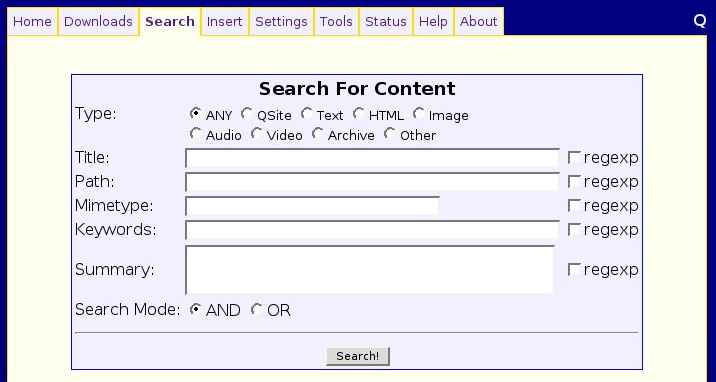 Home Downloads Search Insert Settings Tools Status Help About Q
Search For Content
Type: ANY QSite Text HTML Image
Audio Video Archive Other
Title: regexp
Path: regexp
Mimetype: regexp
Keywords: regexp
Summary: regexp
Search Mode: AND OR
Search!